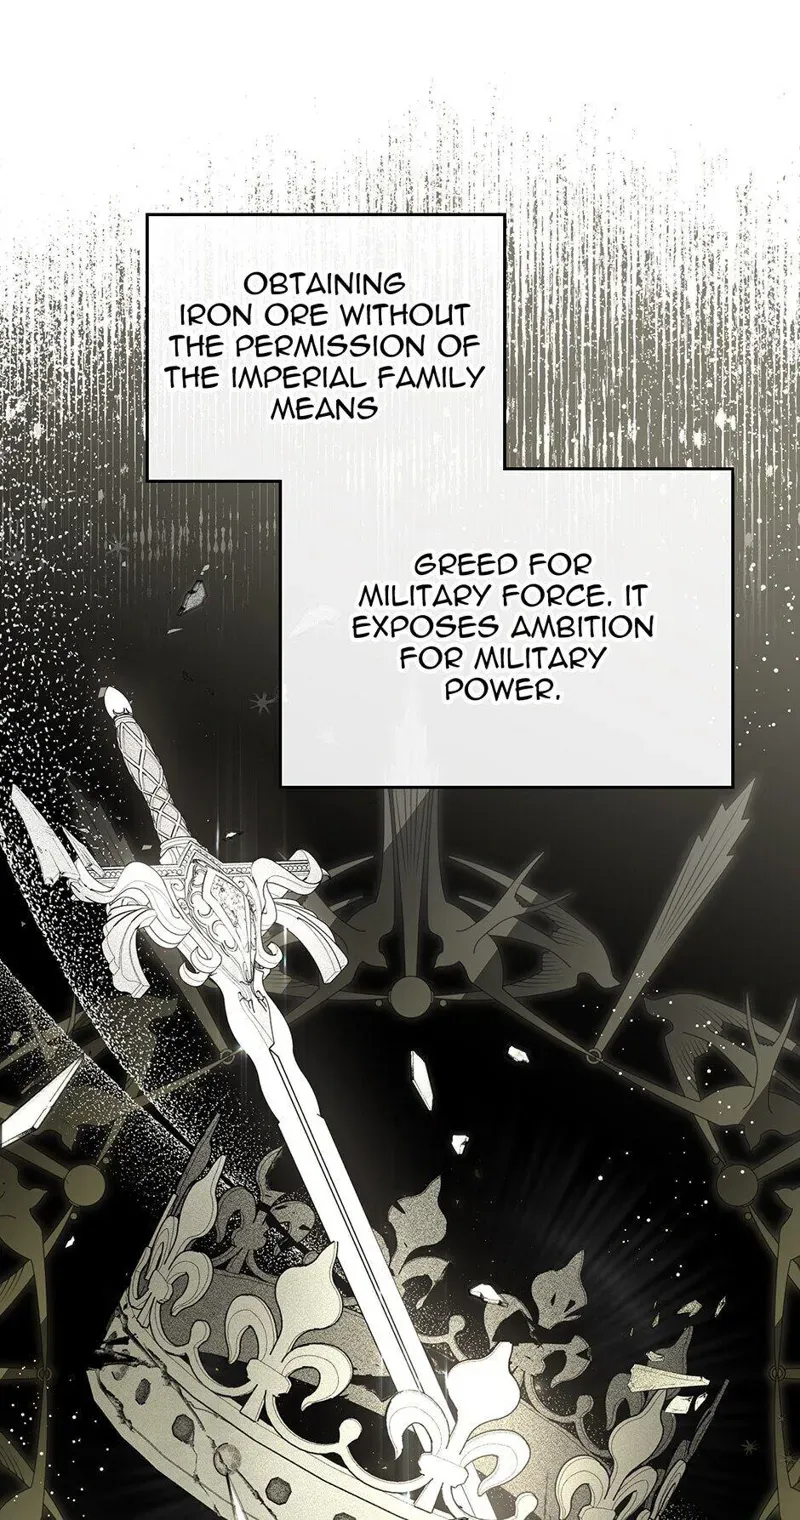 OBTAINING
IRON ORE WITHOUT
THE PERMISSION OF
THE IMPERIAL FAMILY
MEANS
GREED FOR
MILITARY FORCE. IT
EXPOSES AMBITION
FOR MILITARY
POWER.